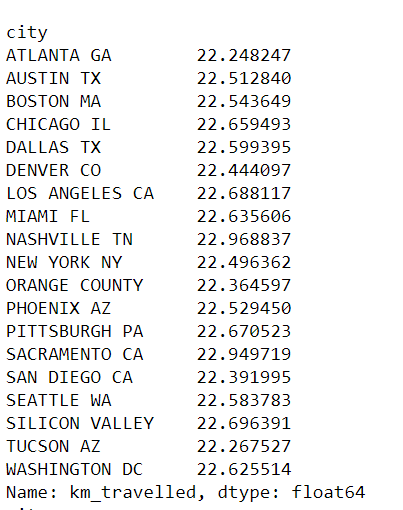 city
ATLANTA GA 22.248247
AUSTIN TX 22.512840
BOSTON MA 22.543649
CHICAGO IL 22.659493
DALLAS TX 22.599395
DENVER CO 22.444097
LOS ANGELES CA 22.688117
MIAMI FL 22.635606
NASHVILLE TN 22.968837
NEW YORK NY 22.496362
ORANGE COUNTY 22.364597
PHOENIX AZ 22.529450
PITTSBURGH PA 22.670523
SACRAMENTO CA 22.949719
SAN DIEGO CA 22.391995
SEATTLE WA 22.583783
SILICON VALLEY 22.696391
TUCSON AZ 22.267527
WASHINGTON DC 22.625514
Name: km_travelled, dtype: float64